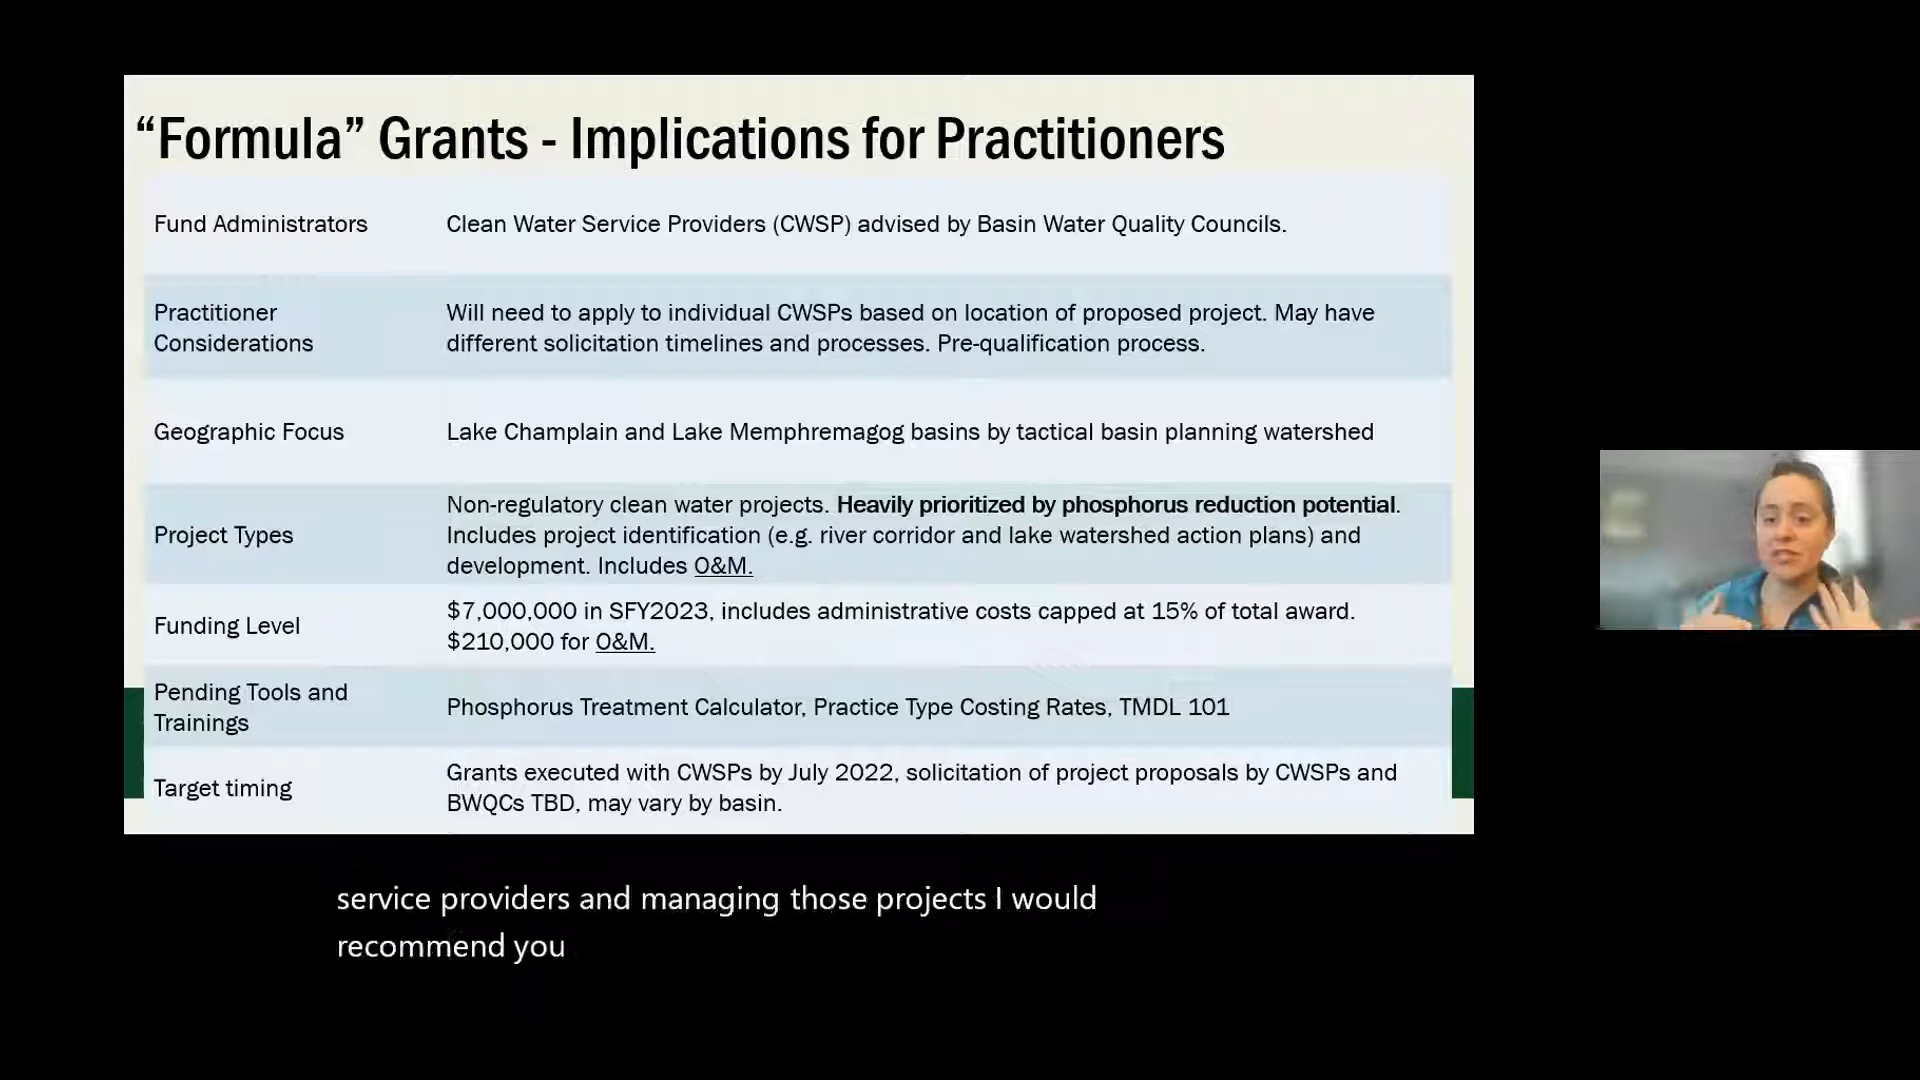 “Formula” Grants - Implications for Practitioners
Fund Administrators
Clean Water Service Providers (CWSP) advised by Basin Water Quality Councils.
Practitioner
Considerations
Will need to apply to individual CWSPs based on location of proposed project. May have
different solicitation timelines and processes. Pre-qualification process.
Geographic Focus
Lake Champlain and Lake Memphremagog basins by tactical basin planning watershed
Project Types
Non-regulatory clean water projects. Heavily prioritized by phosphorus reduction potential.
Includes project identification (e.g. river corridor and lake watershed action plans) and
development. Includes O&M.
Funding Level
$7,000,000 in SFY2023, includes administrative costs capped at 15% of total award.
$210,000 for O&M.
Pending Tools and
Trainings
Phosphorus Treatment Calculator, Practice Type Costing Rates, TMDL 101
Target timing
Grants executed with CWSPs by July 2022, solicitation of project proposals by CWSPs and
BWQCs TBD, may vary by basin.
service providers and managing those projects I would
recommend you